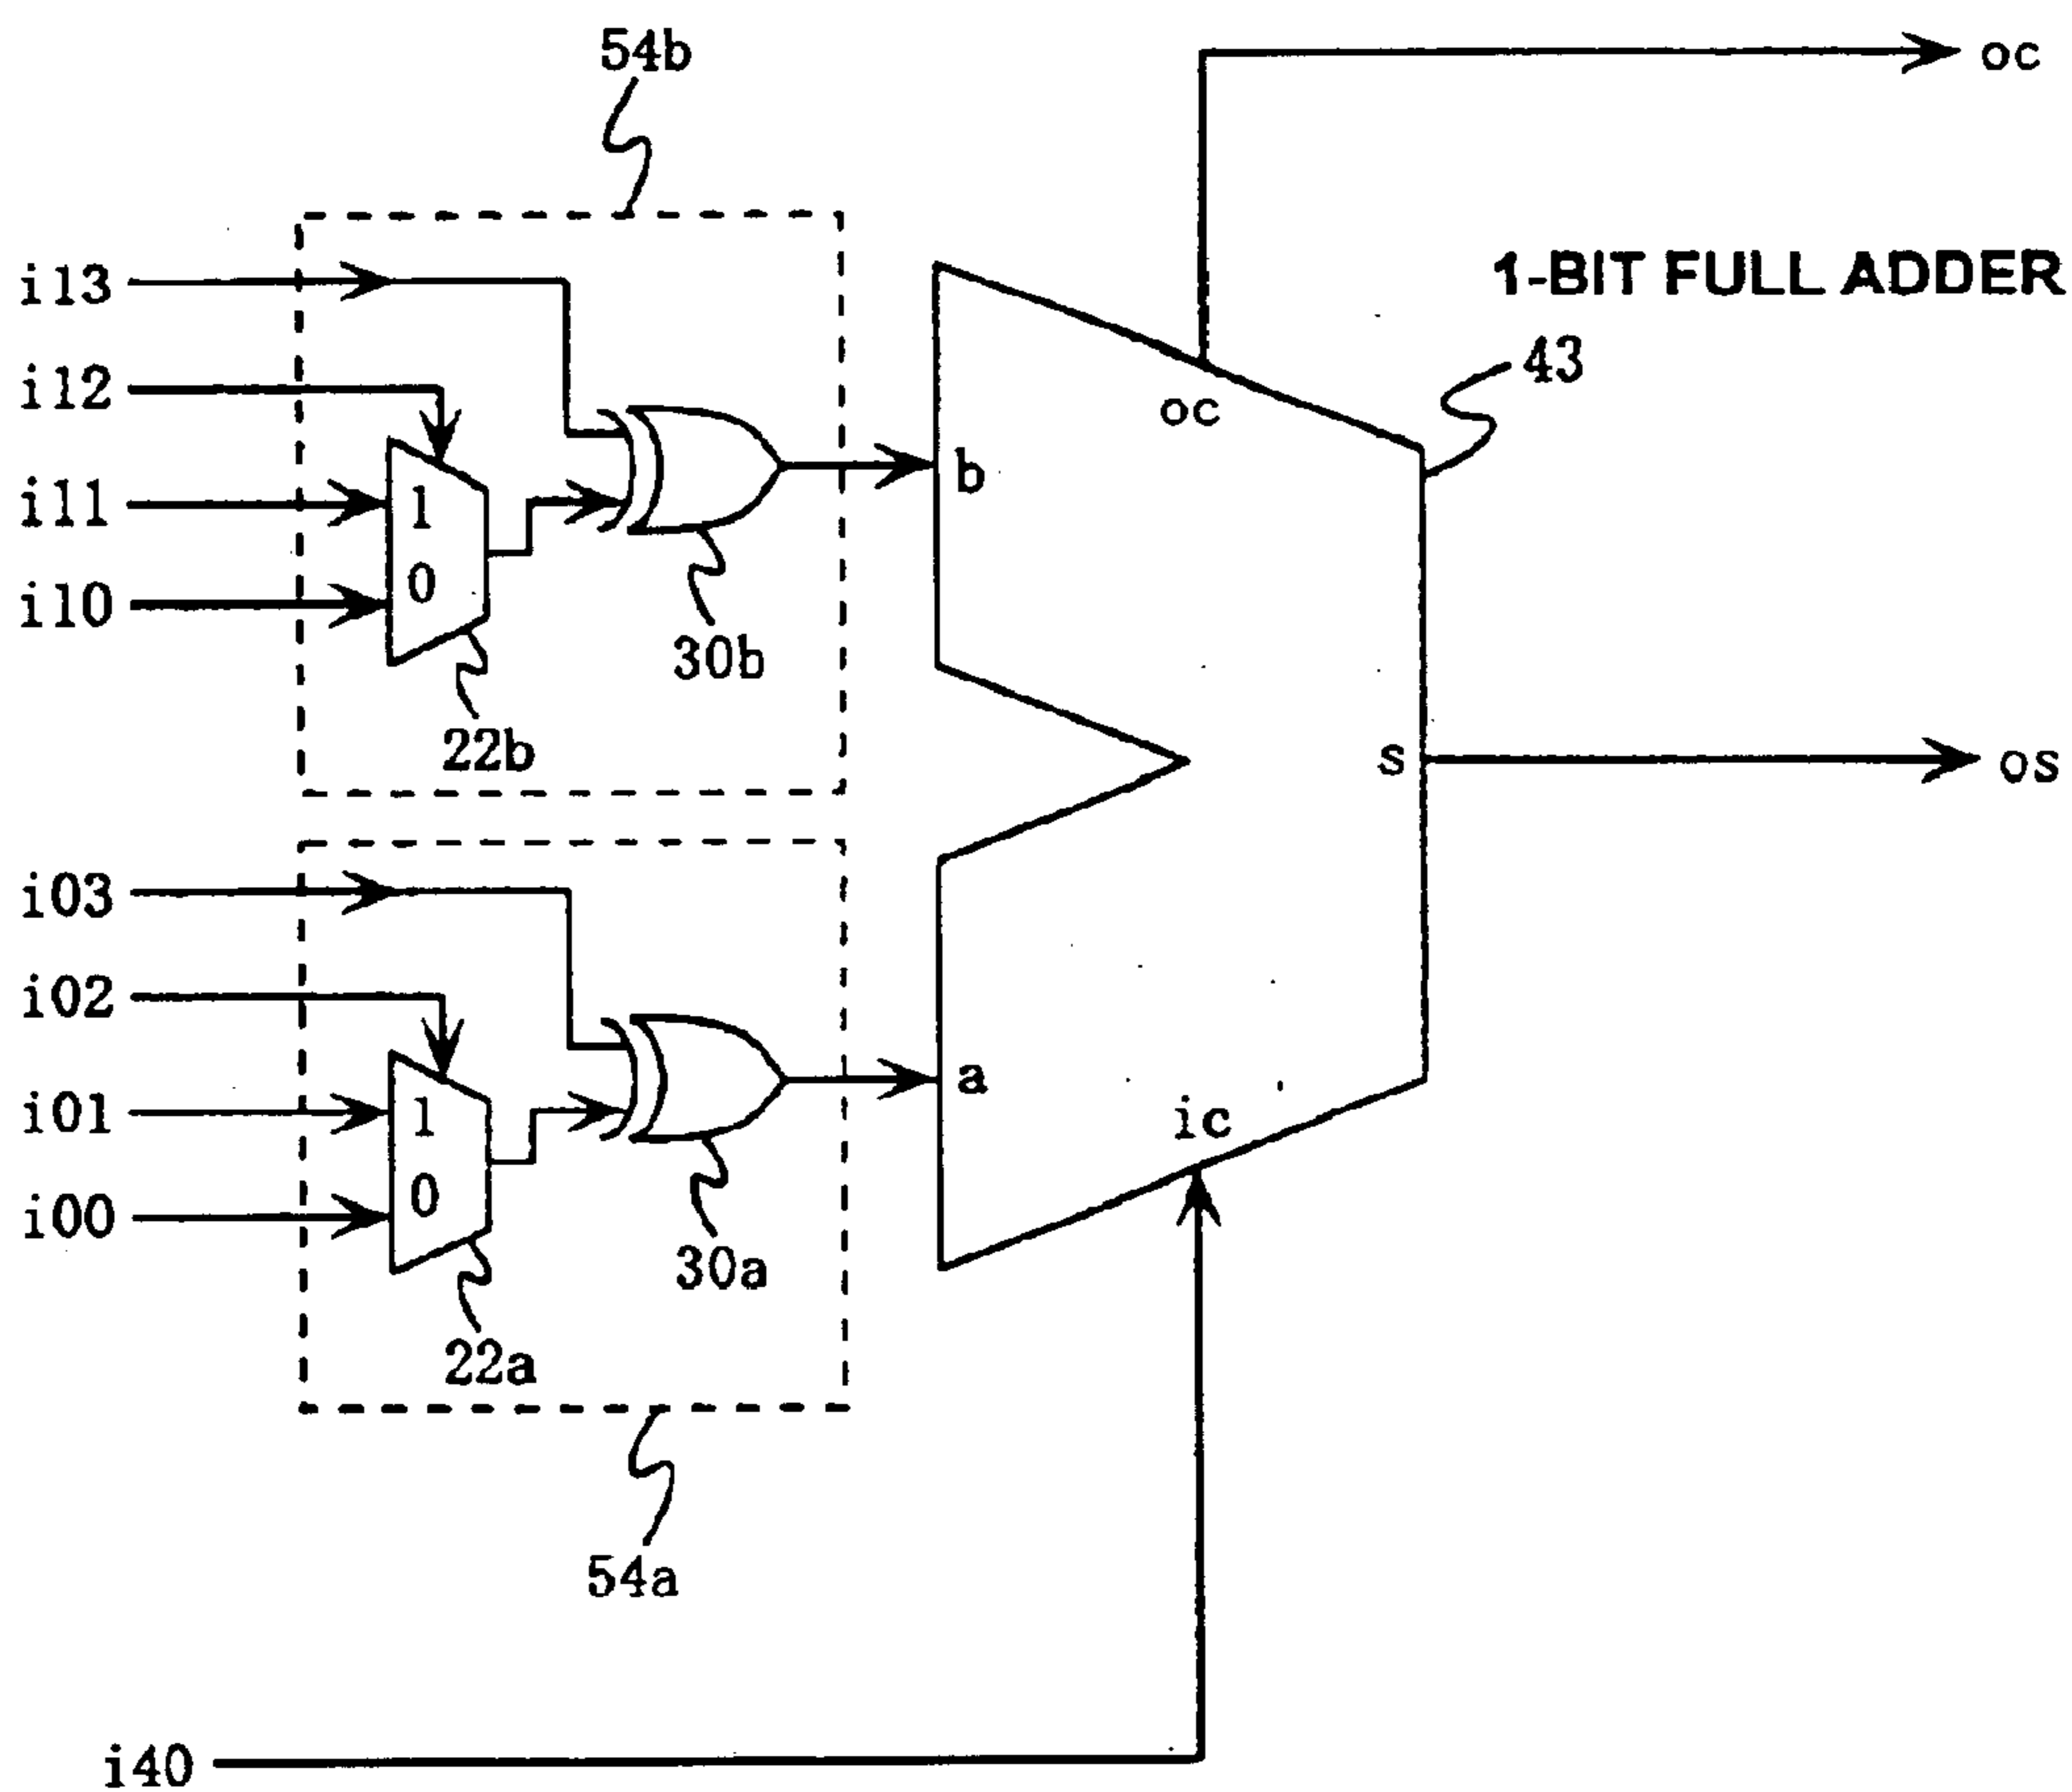 54b
oc
1-BIT FULL ADDER
43
i13
i12
i11
i10
1
0
22b
30b
b
oc
s
os
i03
i02
i01
i00
1
0
22a
30a
a
ic
54a
i40